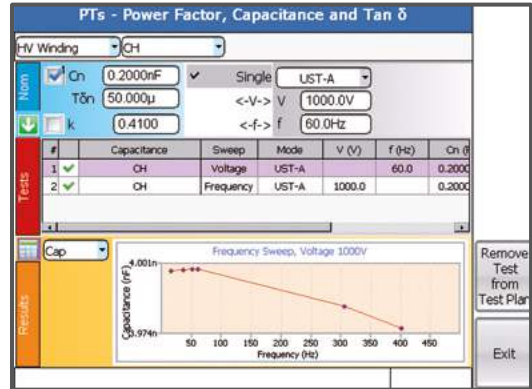 PTs - Power Factor, Capacitance and Tan δ
HV Winding CH
Nom
Cn 0.2000nF Single UST-A
Tδn 50.000µ <-V-> V 1000.0V
k 0.4100 <-f-> f 60.0Hz
Tests
# Capacitance Sweep Mode V (V) f (Hz) Cn (
1 CH Voltage UST-A 60.0 0.2000
2 CH Frequency UST-A 1000.0 0.2000
Results
Cap
Frequency Sweep, Voltage 1000V
4.001n
Capacitance (nF)
3.974n
50 100 150 200 250 300 350 400 450
Frequency (Hz)
Remove
Test
from
Test Plan
Exit